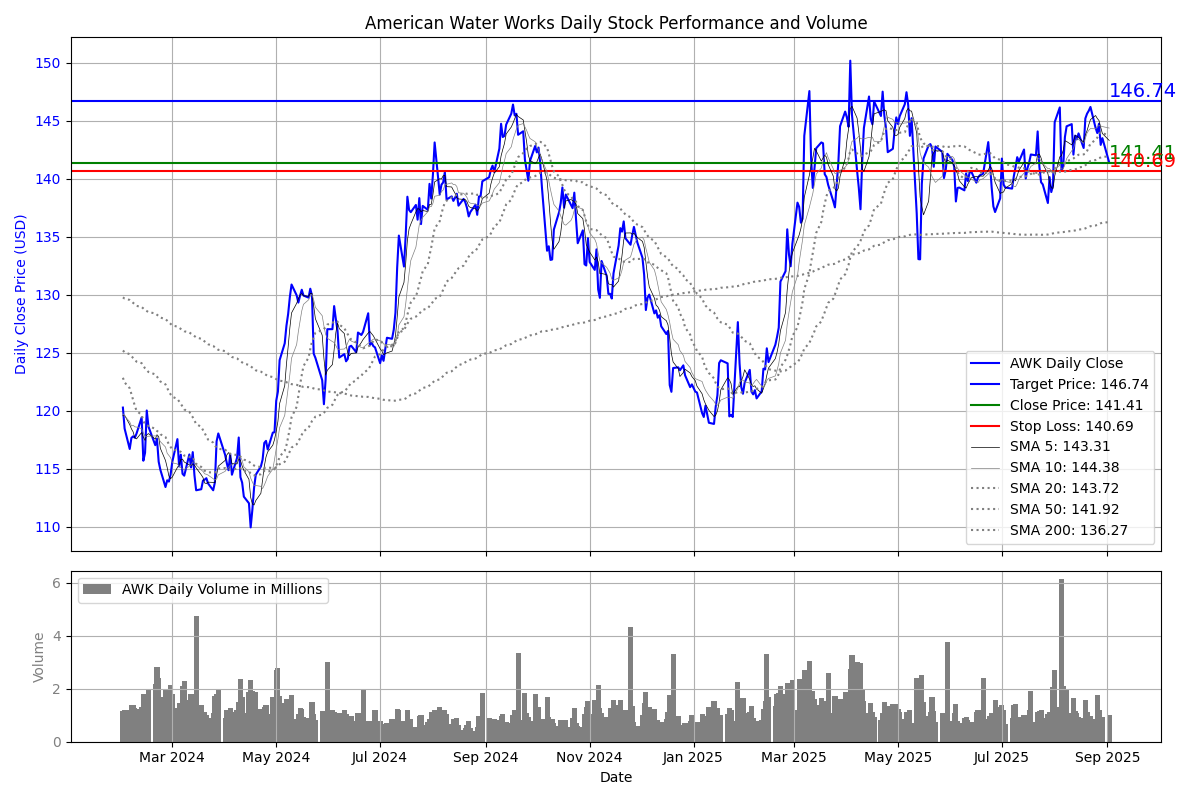 American Water Works Daily Stock Performance and Volume
Daily Close Price (USD)
150
145
140
135
130
125
120
115
110
146.74
141.41
140.69
AWK Daily Close
Target Price: 146.74
Close Price: 141.41
Stop Loss: 140.69
SMA 5: 143.31
SMA 10: 144.38
SMA 20: 143.72
SMA 50: 141.92
SMA 200: 136.27
Volume
6
4
2
0
AWK Daily Volume in Millions
Mar 2024
May 2024
Jul 2024
Sep 2024
Nov 2024
Jan 2025
Mar 2025
May 2025
Jul 2025
Sep 2025
Date